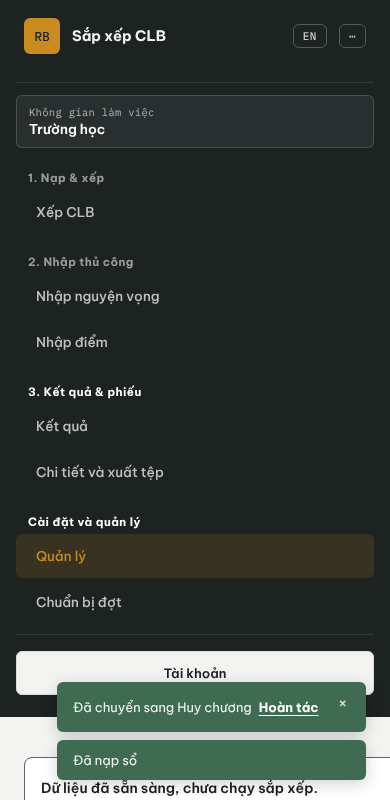 RB
Sắp xếp CLB
EN
⋯
Không gian làm việc
Trường học
1. Nạp & xếp
Xếp CLB
2. Nhập thủ công
Nhập nguyện vọng
Nhập điểm
3. Kết quả & phiếu
Kết quả
Chi tiết và xuất tệp
Cài đặt và quản lý
Quản lý
Chuẩn bị đợt
Tài khoản
Đã chuyển sang Huy chương Hoàn tác ×
Đã nạp sổ
Dữ liệu đã sẵn sàng, chưa chạy sắp xếp.